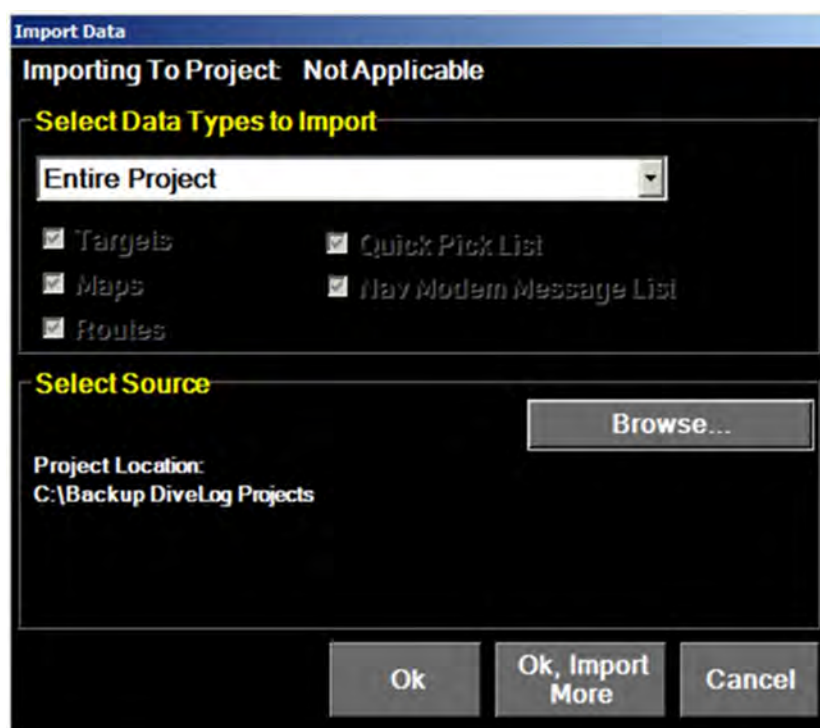 Import Data
Importing To Project: Not Applicable
Select Data Types to Import
Entire Project
Targets
Quick Pick List
Maps
Nav Modem Message List
Routes
Select Source
Browse...
Project Location:
C:\Backup DiveLog Projects
Ok
Ok, Import
More
Cancel